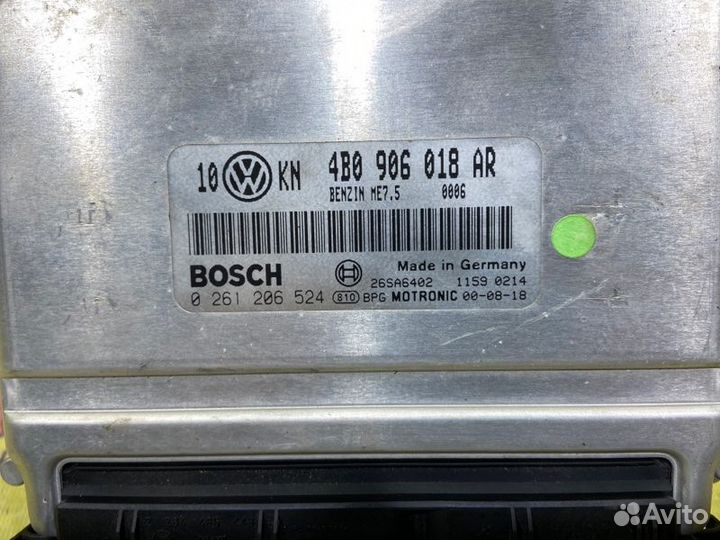 10 VW KN 4B0 906 018 AR
BENZIN ME7.5 0006
BOSCH Made in Germany
26SA6402 1159 0214
0 261 206 524 810 BPG MOTRONIC 00-08-18
Avito